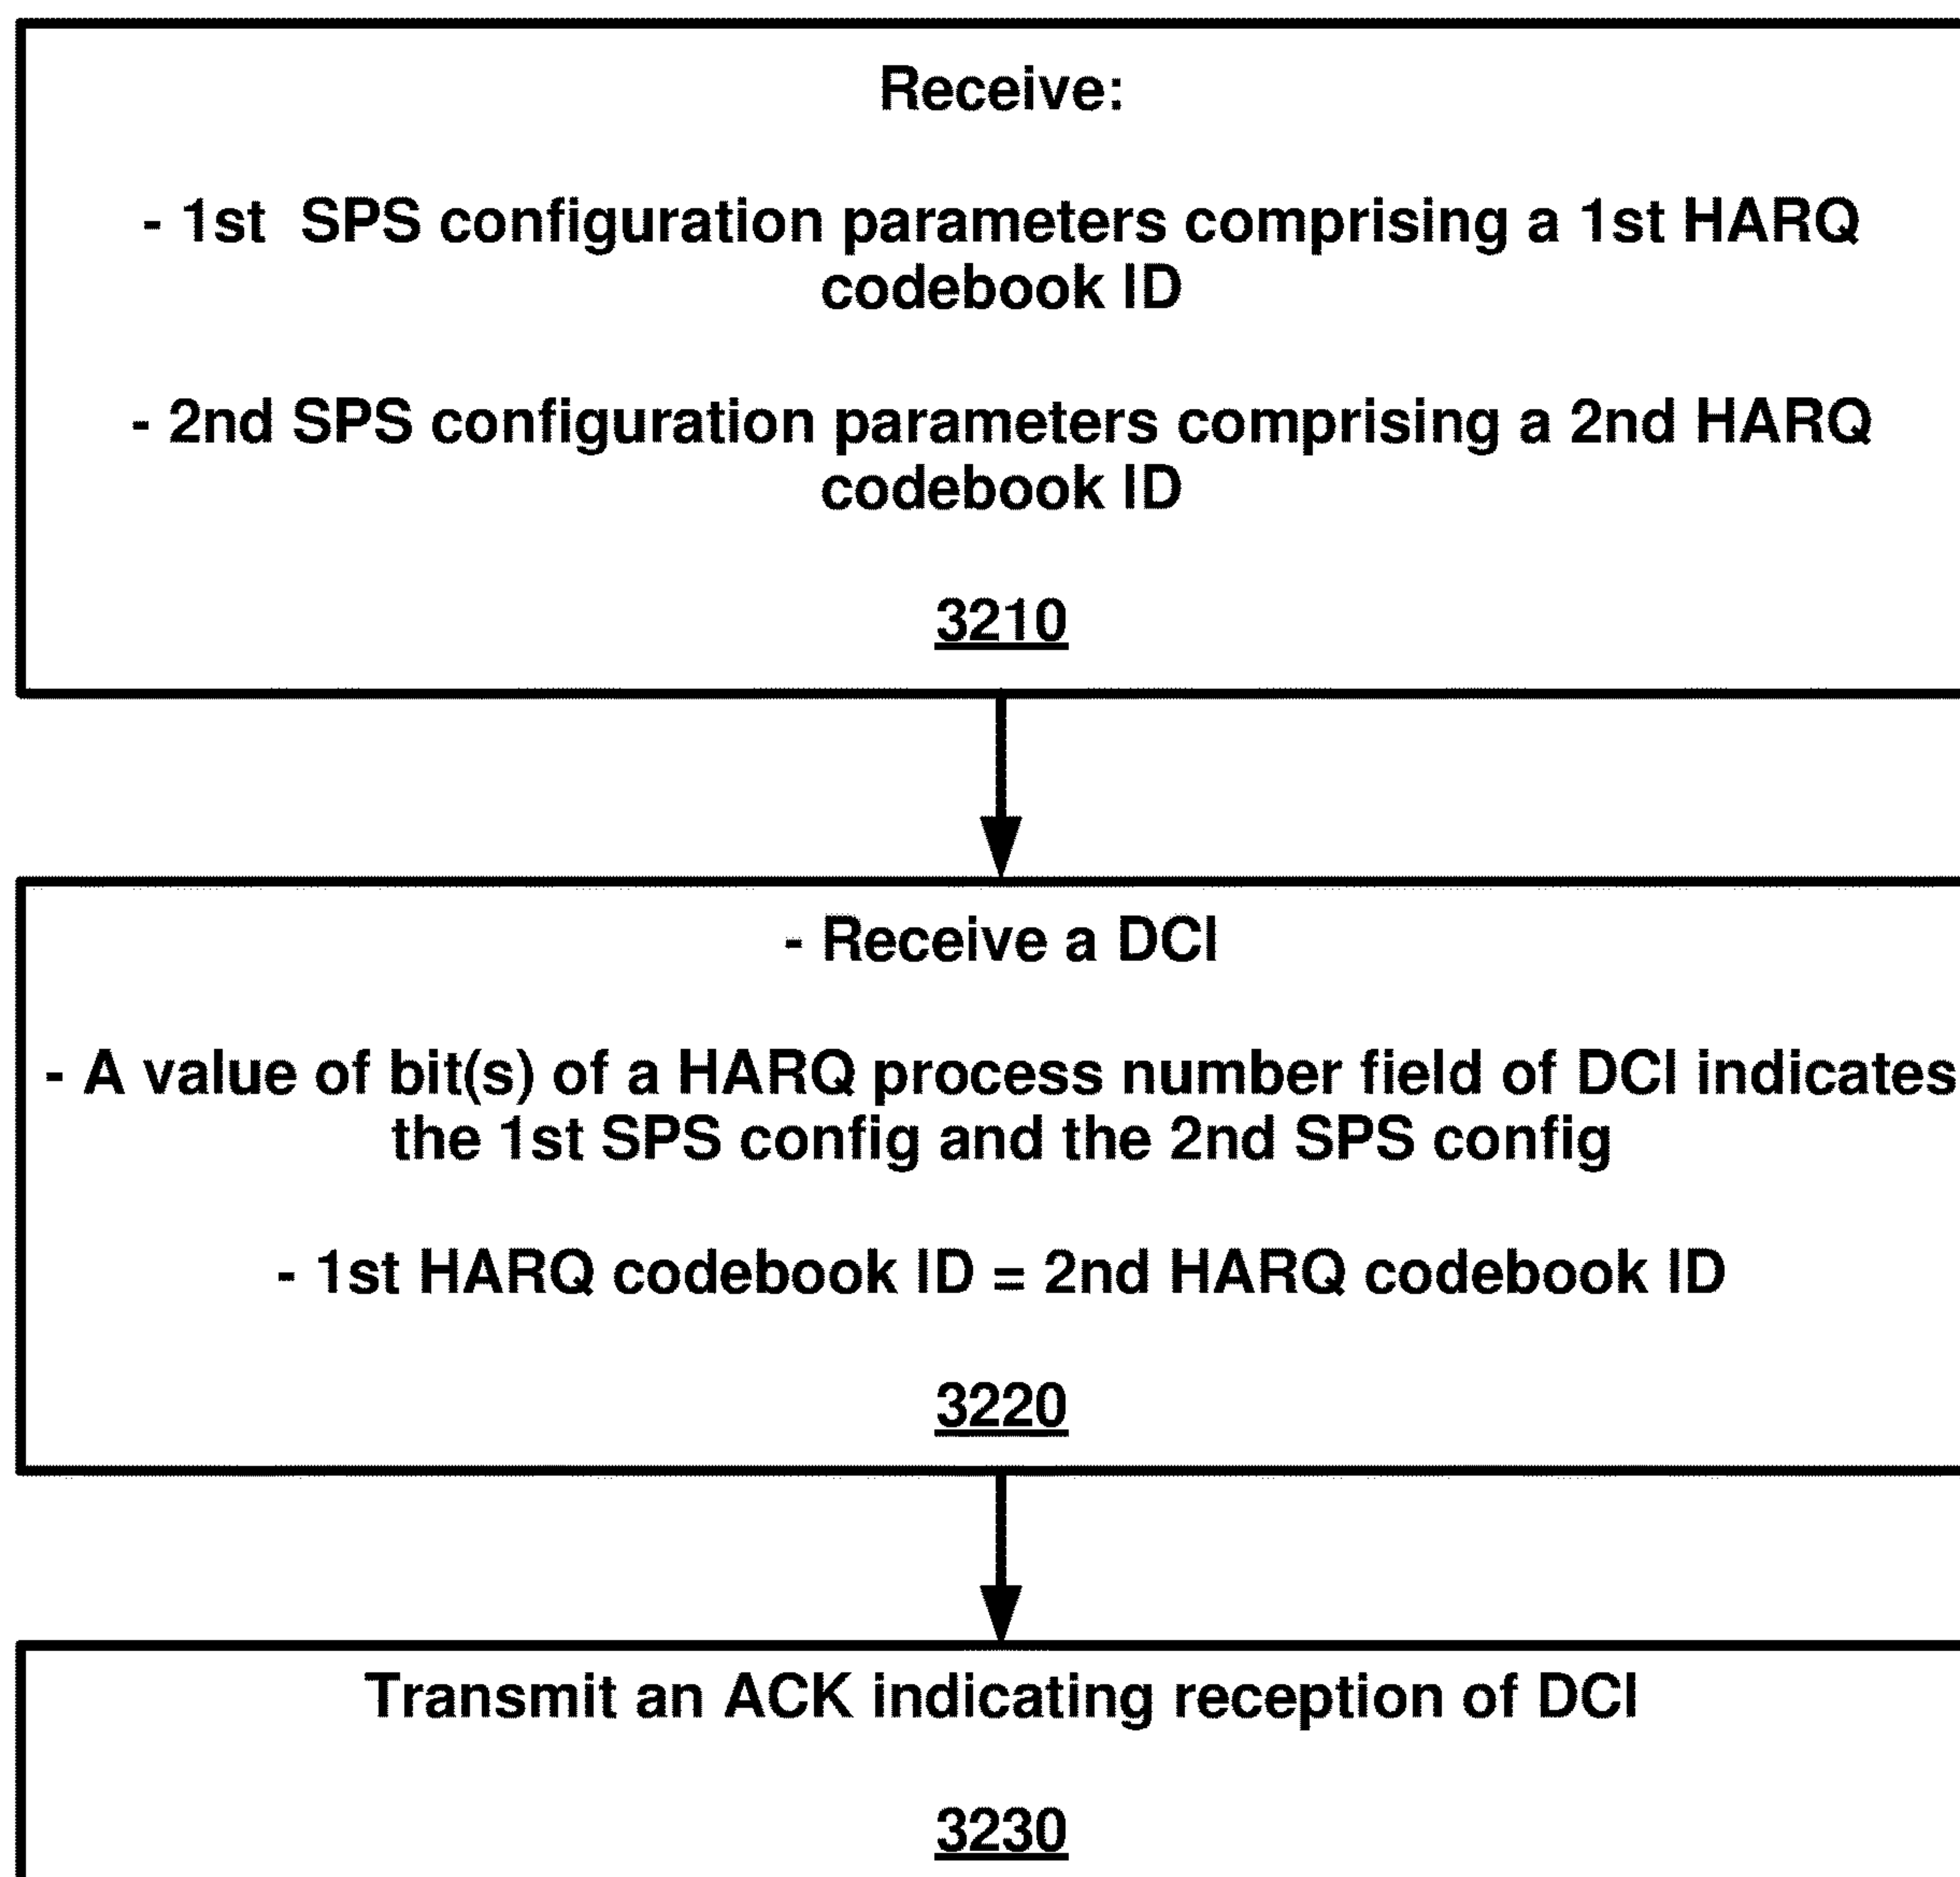 Receive:
- 1st SPS configuration parameters comprising a 1st HARQ
codebook ID
- 2nd SPS configuration parameters comprising a 2nd HARQ
codebook ID
3210
- Receive a DCI
- A value of bit(s) of a HARQ process number field of DCI indicates
the 1st SPS config and the 2nd SPS config
- 1st HARQ codebook ID = 2nd HARQ codebook ID
3220
Transmit an ACK indicating reception of DCI
3230